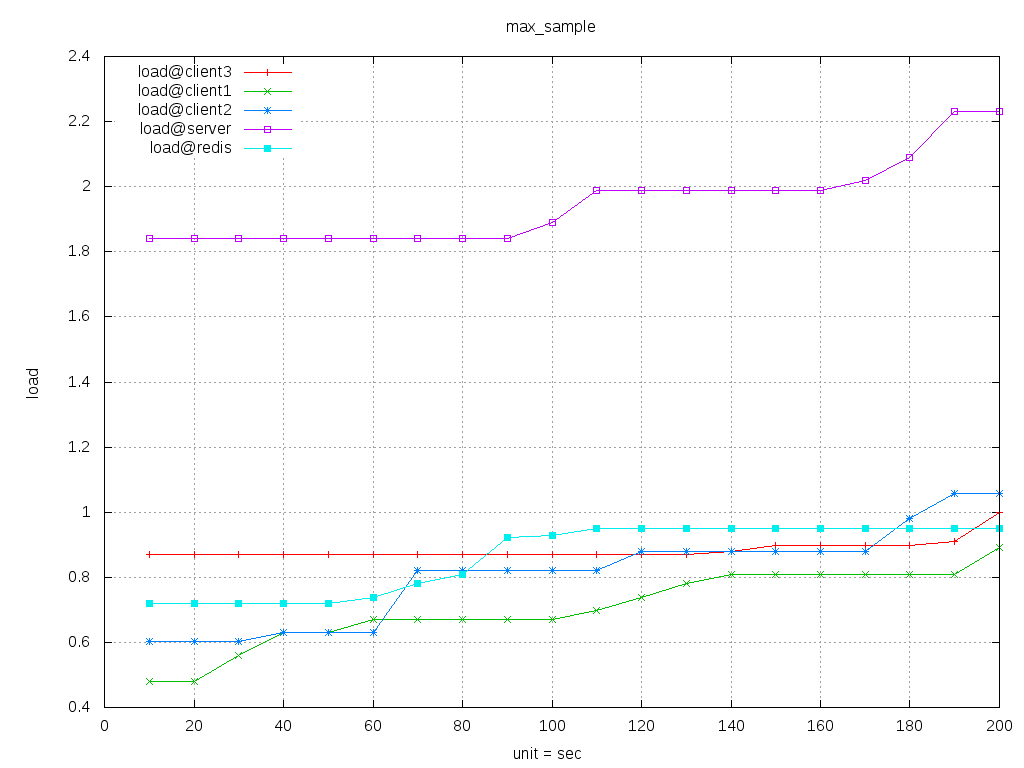 max_sample
2.4
2.2
2
1.8
1.6
1.4
1.2
1
0.8
0.6
0.4
load
load@client3
load@client1
load@client2
load@server
load@redis
0 20 40 60 80 100 120 140 160 180 200
unit = sec